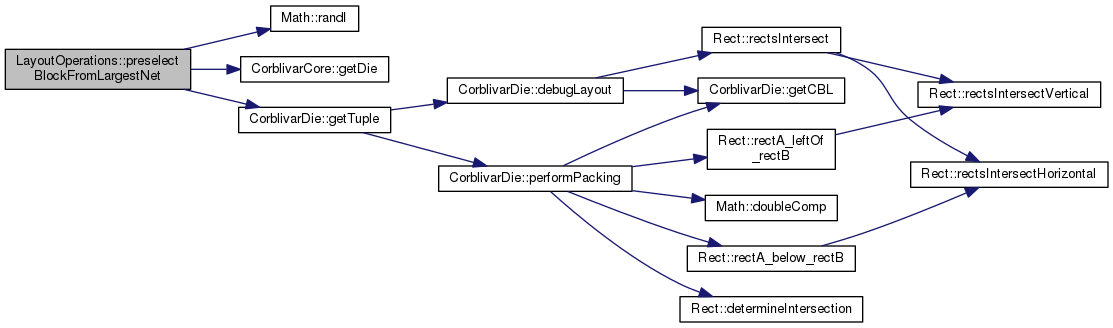 LayoutOperations::preselect
BlockFromLargestNet
Math::randI
CorblivarCore::getDie
CorblivarDie::getTuple
CorblivarDie::debugLayout
CorblivarDie::performPacking
Rect::rectsIntersect
CorblivarDie::getCBL
Rect::rectA_leftOf
_rectB
Math::doubleComp
Rect::rectA_below_rectB
Rect::determineIntersection
Rect::rectsIntersectVertical
Rect::rectsIntersectHorizontal